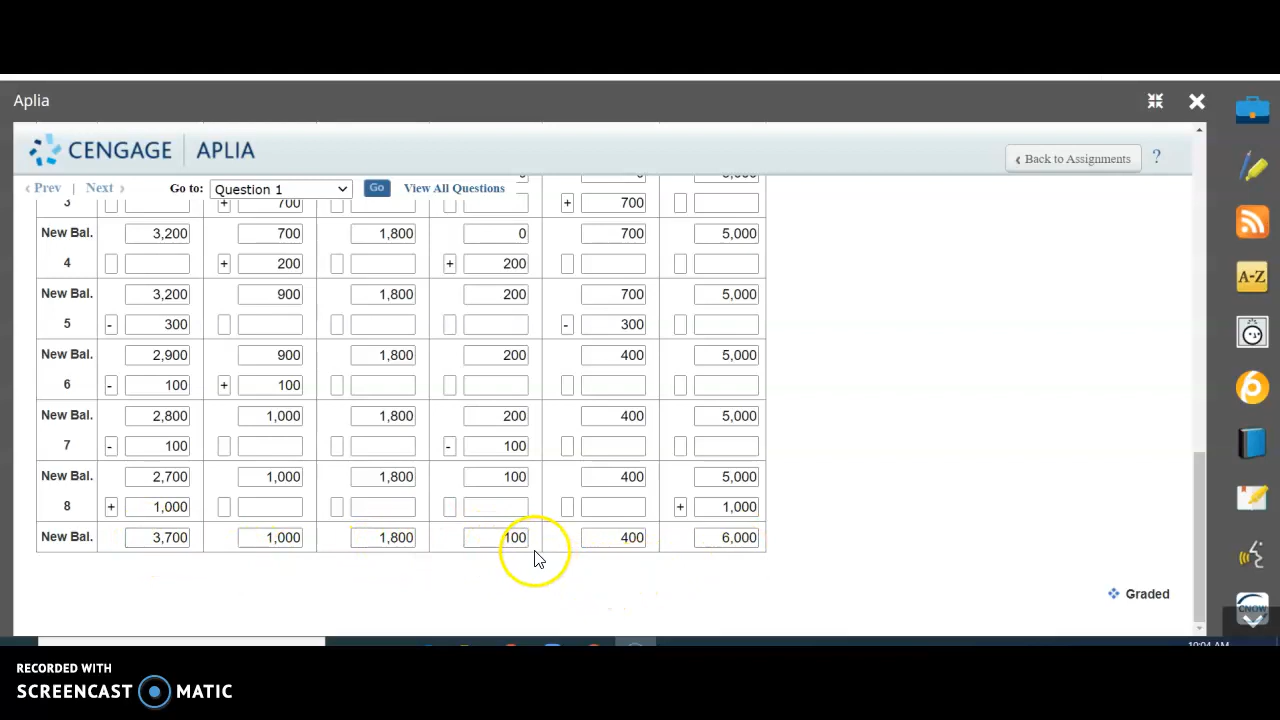 Aplia
CENGAGE APLIA
‹ Back to Assignments ?
‹ Prev | Next › Go to: Question 1 Go View All Questions
3 + 700 + 700
New Bal. 3,200 700 1,800 0 700 5,000
4 + 200 + 200
New Bal. 3,200 900 1,800 200 700 5,000
5 - 300 - 300
New Bal. 2,900 900 1,800 200 400 5,000
6 - 100 + 100
New Bal. 2,800 1,000 1,800 200 400 5,000
7 - 100 - 100
New Bal. 2,700 1,000 1,800 100 400 5,000
8 + 1,000 + 1,000
New Bal. 3,700 1,000 1,800 100 400 6,000
Graded
A-Z
CNOW
RECORDED WITH
SCREENCAST MATIC